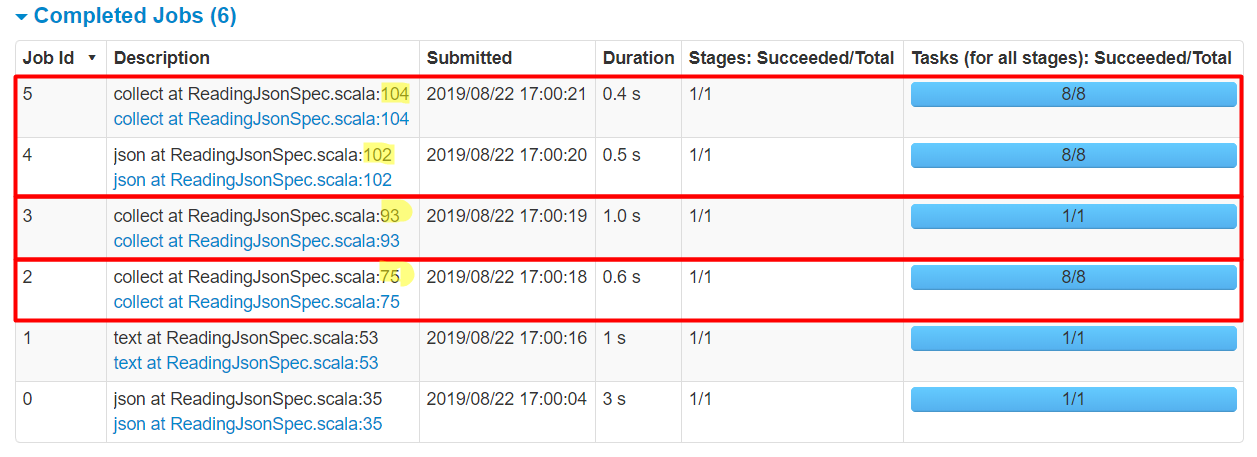 Completed Jobs (6)
Job Id Description Submitted Duration Stages: Succeeded/Total Tasks (for all stages): Succeeded/Total
5 collect at ReadingJsonSpec.scala:104 2019/08/22 17:00:21 0.4 s 1/1 8/8
collect at ReadingJsonSpec.scala:104
4 json at ReadingJsonSpec.scala:102 2019/08/22 17:00:20 0.5 s 1/1 8/8
json at ReadingJsonSpec.scala:102
3 collect at ReadingJsonSpec.scala:93 2019/08/22 17:00:19 1.0 s 1/1 1/1
collect at ReadingJsonSpec.scala:93
2 collect at ReadingJsonSpec.scala:75 2019/08/22 17:00:18 0.6 s 1/1 8/8
collect at ReadingJsonSpec.scala:75
1 text at ReadingJsonSpec.scala:53 2019/08/22 17:00:16 1 s 1/1 1/1
text at ReadingJsonSpec.scala:53
0 json at ReadingJsonSpec.scala:35 2019/08/22 17:00:04 3 s 1/1 1/1
json at ReadingJsonSpec.scala:35